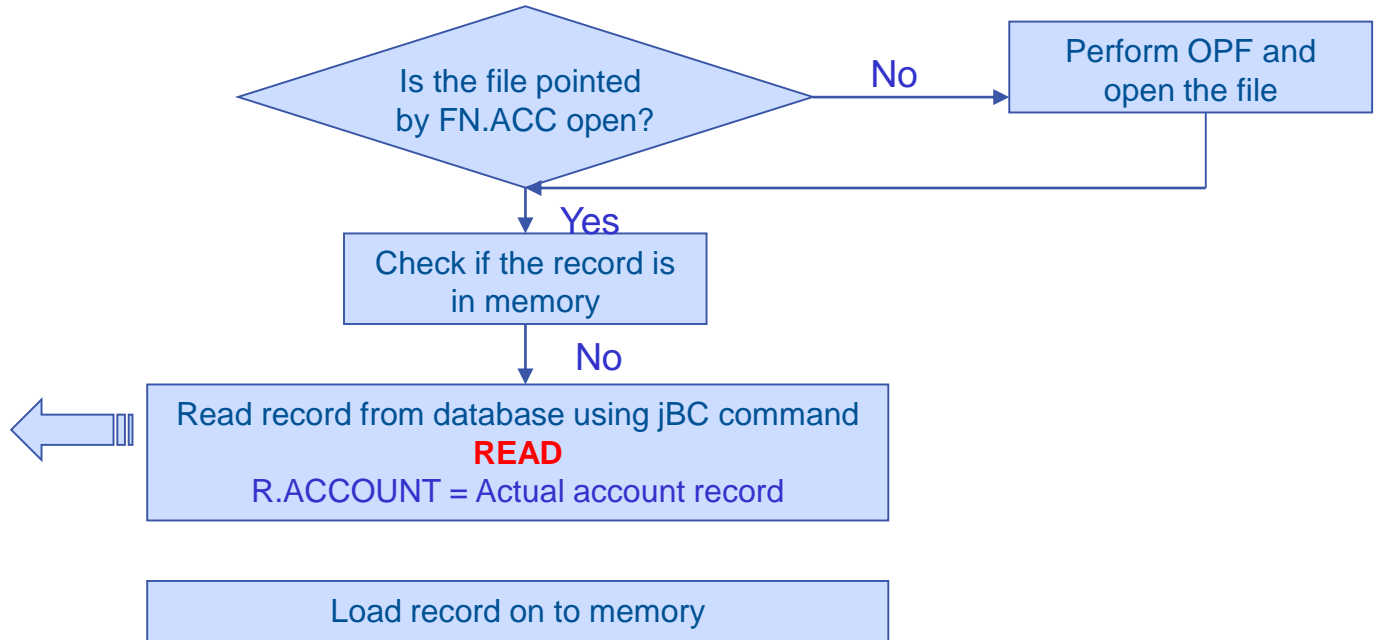 Is the file pointed
by FN.ACC open?
No
Perform OPF and
open the file
Yes
Check if the record is
in memory
No
Read record from database using jBC command
READ
R.ACCOUNT = Actual account record
Load record on to memory